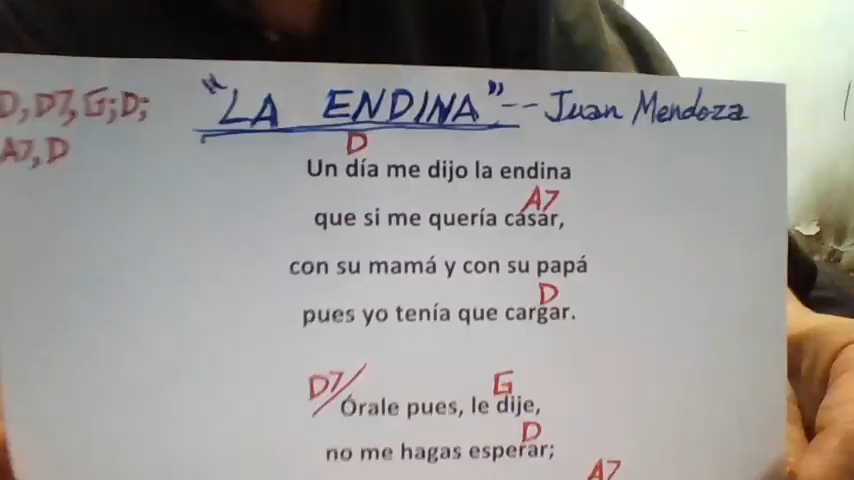 D, D7, G; D;
A7, D
"LA ENDINA"-- Juan Mendoza
D
Un día me dijo la endina
A7
que si me quería casar,
con su mamá y con su papá
D
pues yo tenía que cargar.
D7/ G
Órale pues, le dije,
D
no me hagas esperar;
A7